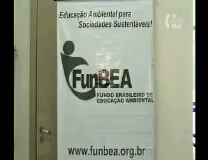 Educação Ambiental para
Sociedades Sustentáveis!
FunBEA
FUNDO BRASILEIRO DE
EDUCAÇÃO AMBIENTAL
www.funbea.org.br